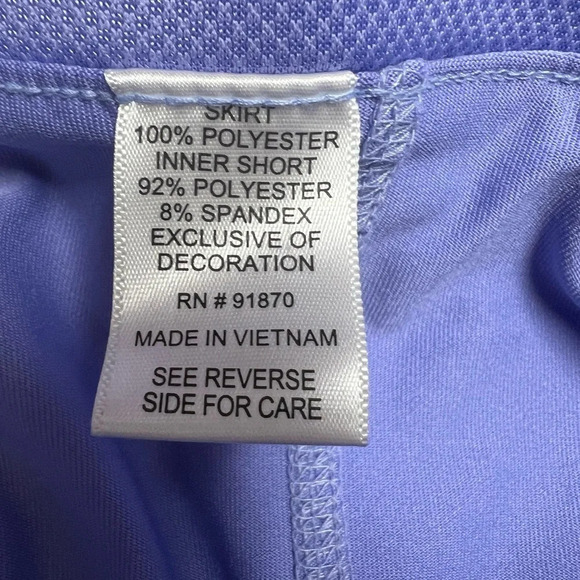 SKIRT
100% POLYESTER
INNER SHORT
92% POLYESTER
8% SPANDEX
EXCLUSIVE OF
DECORATION
RN # 91870
MADE IN VIETNAM
SEE REVERSE
SIDE FOR CARE